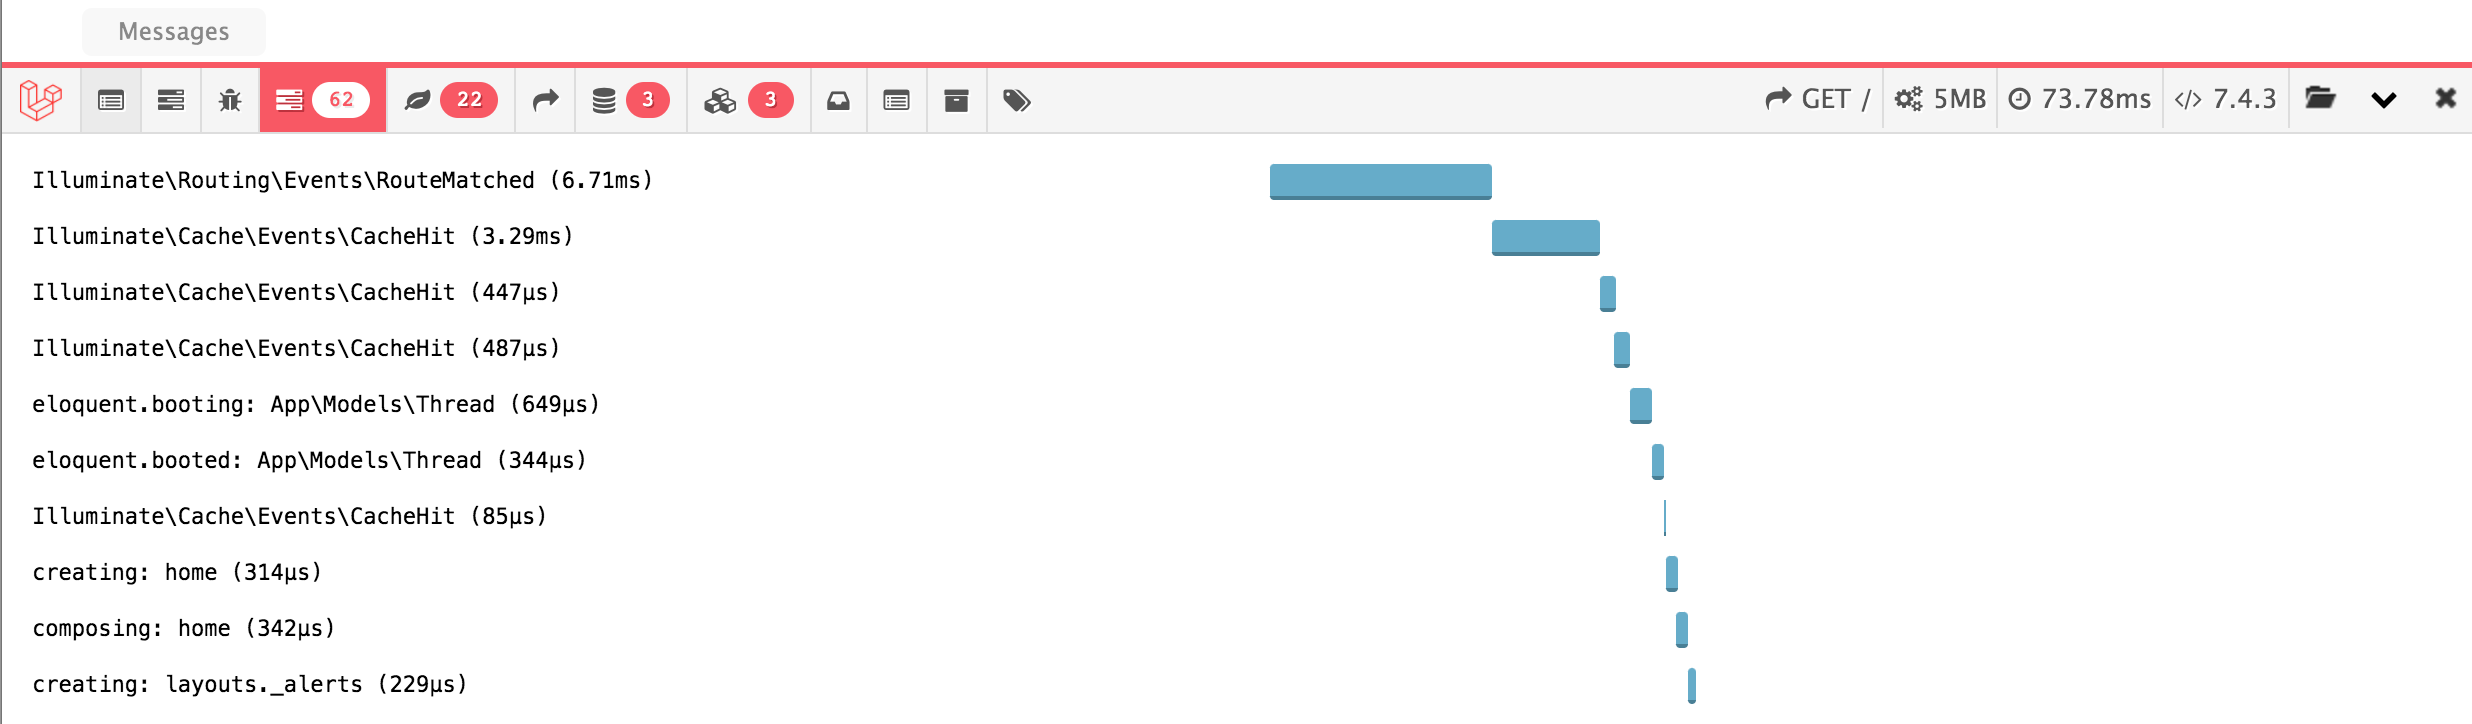 Messages
62 22 3 3 GET / 5MB 73.78ms </> 7.4.3
Illuminate\Routing\Events\RouteMatched (6.71ms)
Illuminate\Cache\Events\CacheHit (3.29ms)
Illuminate\Cache\Events\CacheHit (447μs)
Illuminate\Cache\Events\CacheHit (487μs)
eloquent.booting: App\Models\Thread (649μs)
eloquent.booted: App\Models\Thread (344μs)
Illuminate\Cache\Events\CacheHit (85μs)
creating: home (314μs)
composing: home (342μs)
creating: layouts._alerts (229μs)